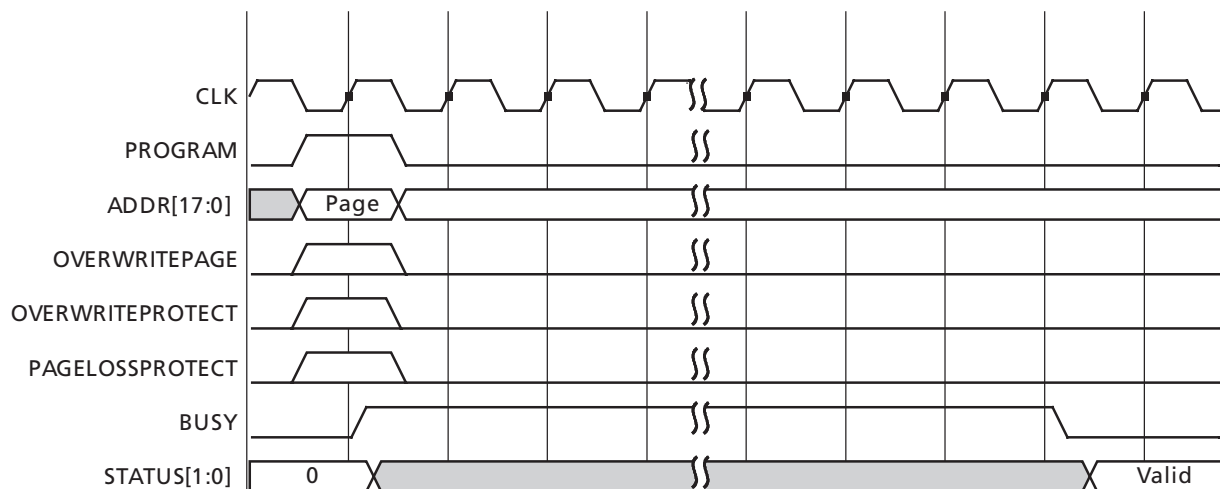 CLK
PROGRAM
ADDR[17:0] Page
OVERWRITEPAGE
OVERWRITEPROTECT
PAGELOSSPROTECT
BUSY
STATUS[1:0] 0 Valid